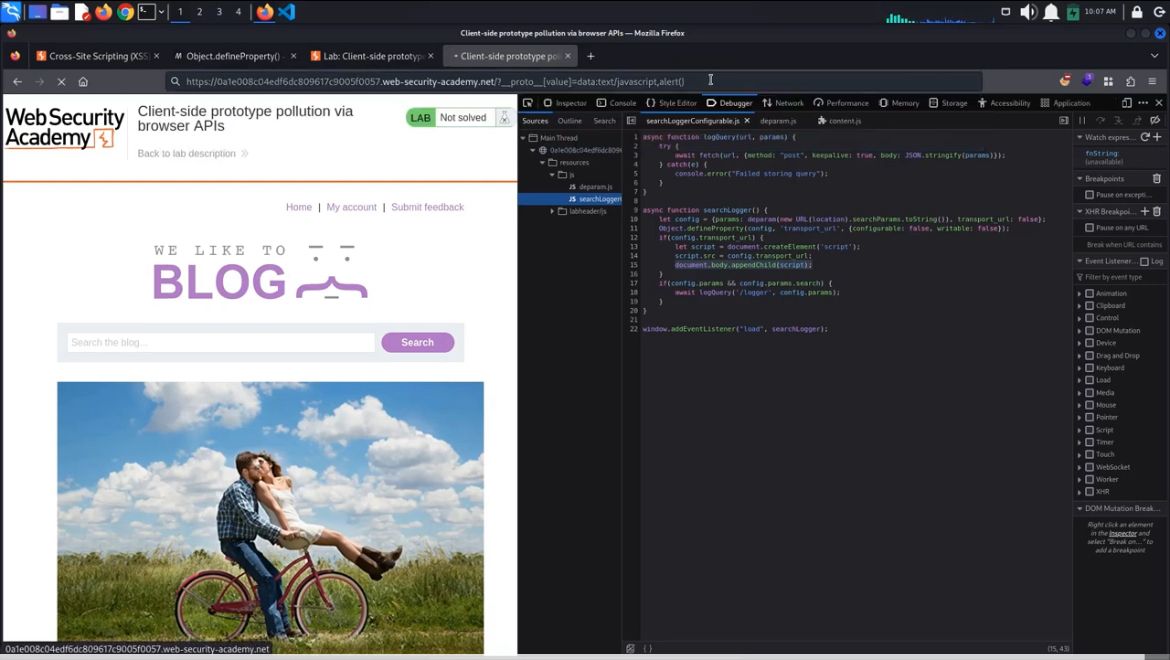 1 2 3 4
10:07 AM
Client-side prototype pollution via browser APIs — Mozilla Firefox
Cross-Site Scripting (XSS)
Object.defineProperty() -
Lab: Client-side prototyp
Client-side prototype pol
https://0a1e008c04edf6dc809617c9005f0057.web-security-academy.net/?__proto__[value]=data:text/javascript,alert()
WebSecurity
Academy
Client-side prototype pollution via
browser APIs
Back to lab description
LAB
Not solved
Home | My account | Submit feedback
WE LIKE TO
BLOG
Search the blog...
Search
0a1e008c04edf6dc809617c9005f0057.web-security-academy.net
Inspector
Console
Style Editor
Debugger
Network
Performance
Memory
Storage
Accessibility
Application
Sources
Outline
Search
Main Thread
0a1e008c04edf6dc8096
resources
js
deparam.js
searchLogger
labheader/js
searchLoggerConfigurable.js
deparam.js
content.js
1 async function logQuery(url, params) {
2 try {
3 await fetch(url, {method: "post", keepalive: true, body: JSON.stringify(params)});
4 } catch(e) {
5 console.error("Failed storing query");
6 }
7 }
8
9 async function searchLogger() {
10 let config = {params: deparam(new URL(location).searchParams.toString()), transport_url: false};
11 Object.defineProperty(config, 'transport_url', {configurable: false, writable: false});
12 if(config.transport_url) {
13 let script = document.createElement('script');
14 script.src = config.transport_url;
15 document.body.appendChild(script);
16 }
17 if(config.params && config.params.search) {
18 await logQuery('/logger', config.params);
19 }
20 }
21
22 window.addEventListener("load", searchLogger);
{ }
(15, 43)
Watch expres...
fnString:
(unavailable)
Breakpoints
Pause on excepti...
XHR Breakpoi...
Pause on any URL
Break when URL contains
Event Listener...
Log
Filter by event type
Animation
Clipboard
Control
DOM Mutation
Device
Drag and Drop
Keyboard
Load
Media
Mouse
Pointer
Script
Timer
Touch
WebSocket
Worker
XHR
DOM Mutation Break...
Right click an element
in the Inspector and
select "Break on..." to
add a breakpoint